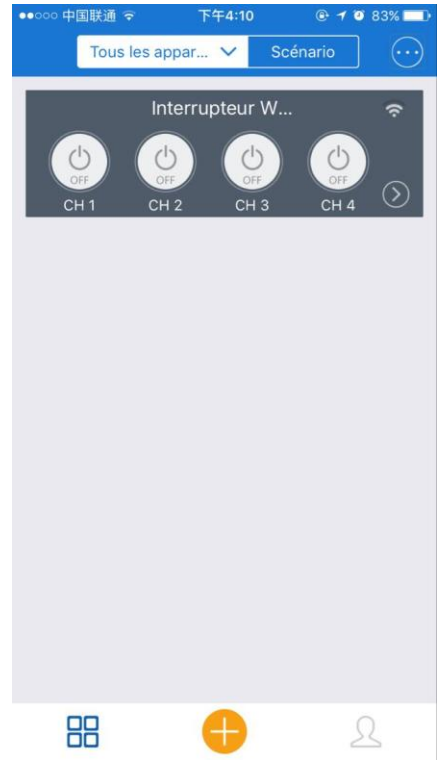 中国联通 下午4:10 83%
Tous les appar... Scénario
Interrupteur W...
OFF OFF OFF OFF
CH 1 CH 2 CH 3 CH 4